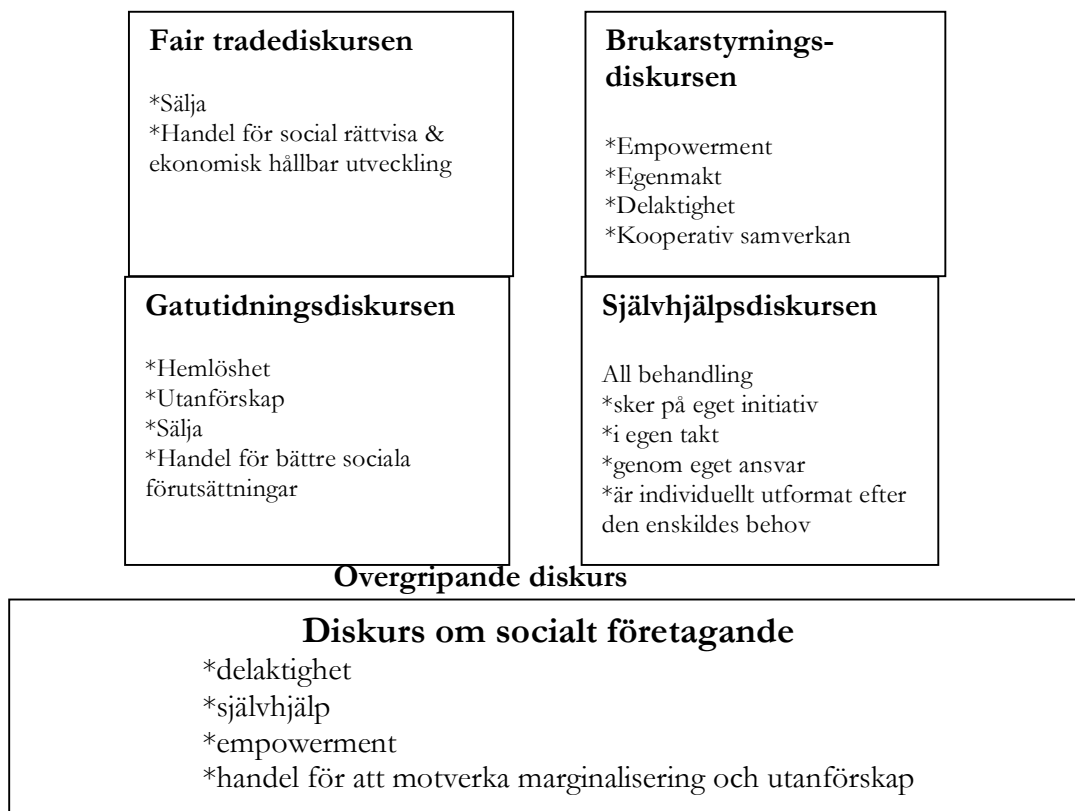 Fair tradediskursen
*Sälja
*Handel för social rättvisa &
ekonomisk hållbar utveckling
Brukarstyrnings-
diskursen
*Empowerment
*Egenmakt
*Delaktighet
*Kooperativ samverkan
Gatutidningsdiskursen
*Hemlöshet
*Utanförskap
*Sälja
*Handel för bättre sociala
förutsättningar
Självhjälpsdiskursen
All behandling
*sker på eget initiativ
*i egen takt
*genom eget ansvar
*är individuellt utformat efter
den enskildes behov
Övergripande diskurs
Diskurs om socialt företagande
*delaktighet
*självhjälp
*empowerment
*handel för att motverka marginalisering och utanförskap